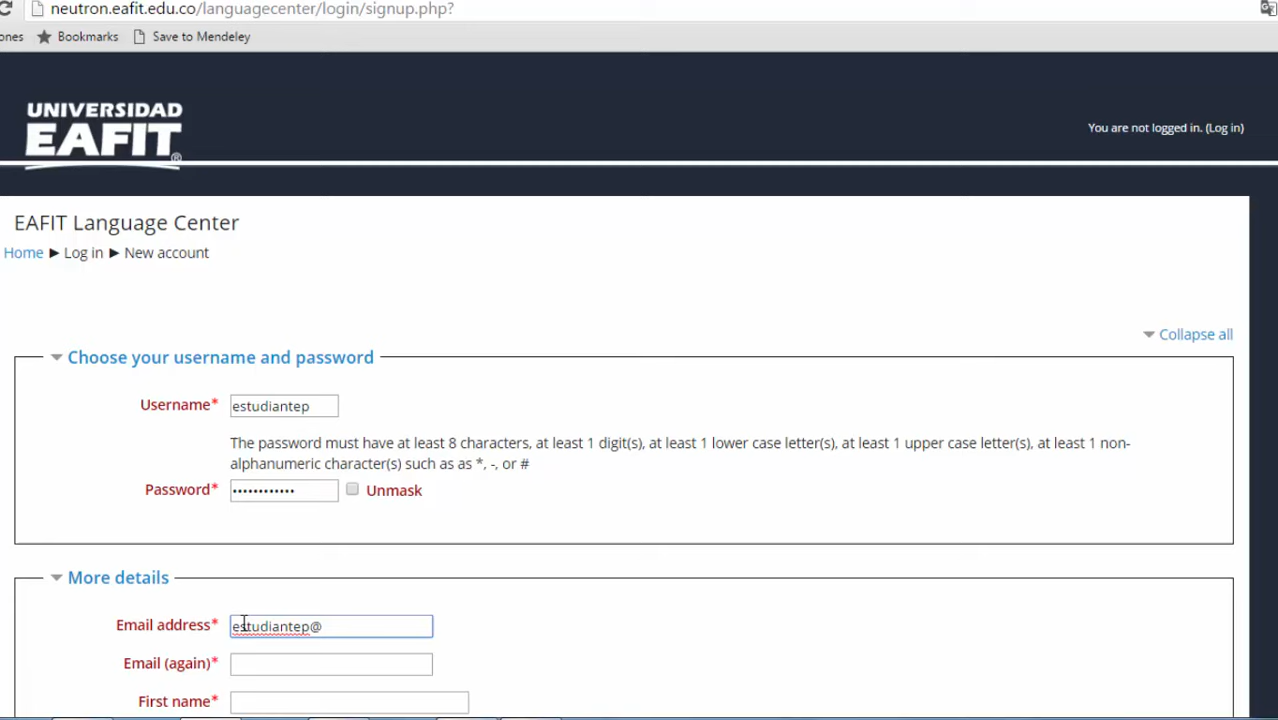 neutron.eafit.edu.co/languagecenter/login/signup.php?
ones Bookmarks Save to Mendeley
UNIVERSIDAD
EAFIT®
You are not logged in. (Log in)
EAFIT Language Center
Home ► Log in ► New account
Collapse all
Choose your username and password
Username* estudiantep
The password must have at least 8 characters, at least 1 digit(s), at least 1 lower case letter(s), at least 1 upper case letter(s), at least 1 non-
alphanumeric character(s) such as as *, -, or #
Password* •••••••••••• Unmask
More details
Email address* estudiantep@
Email (again)*
First name*